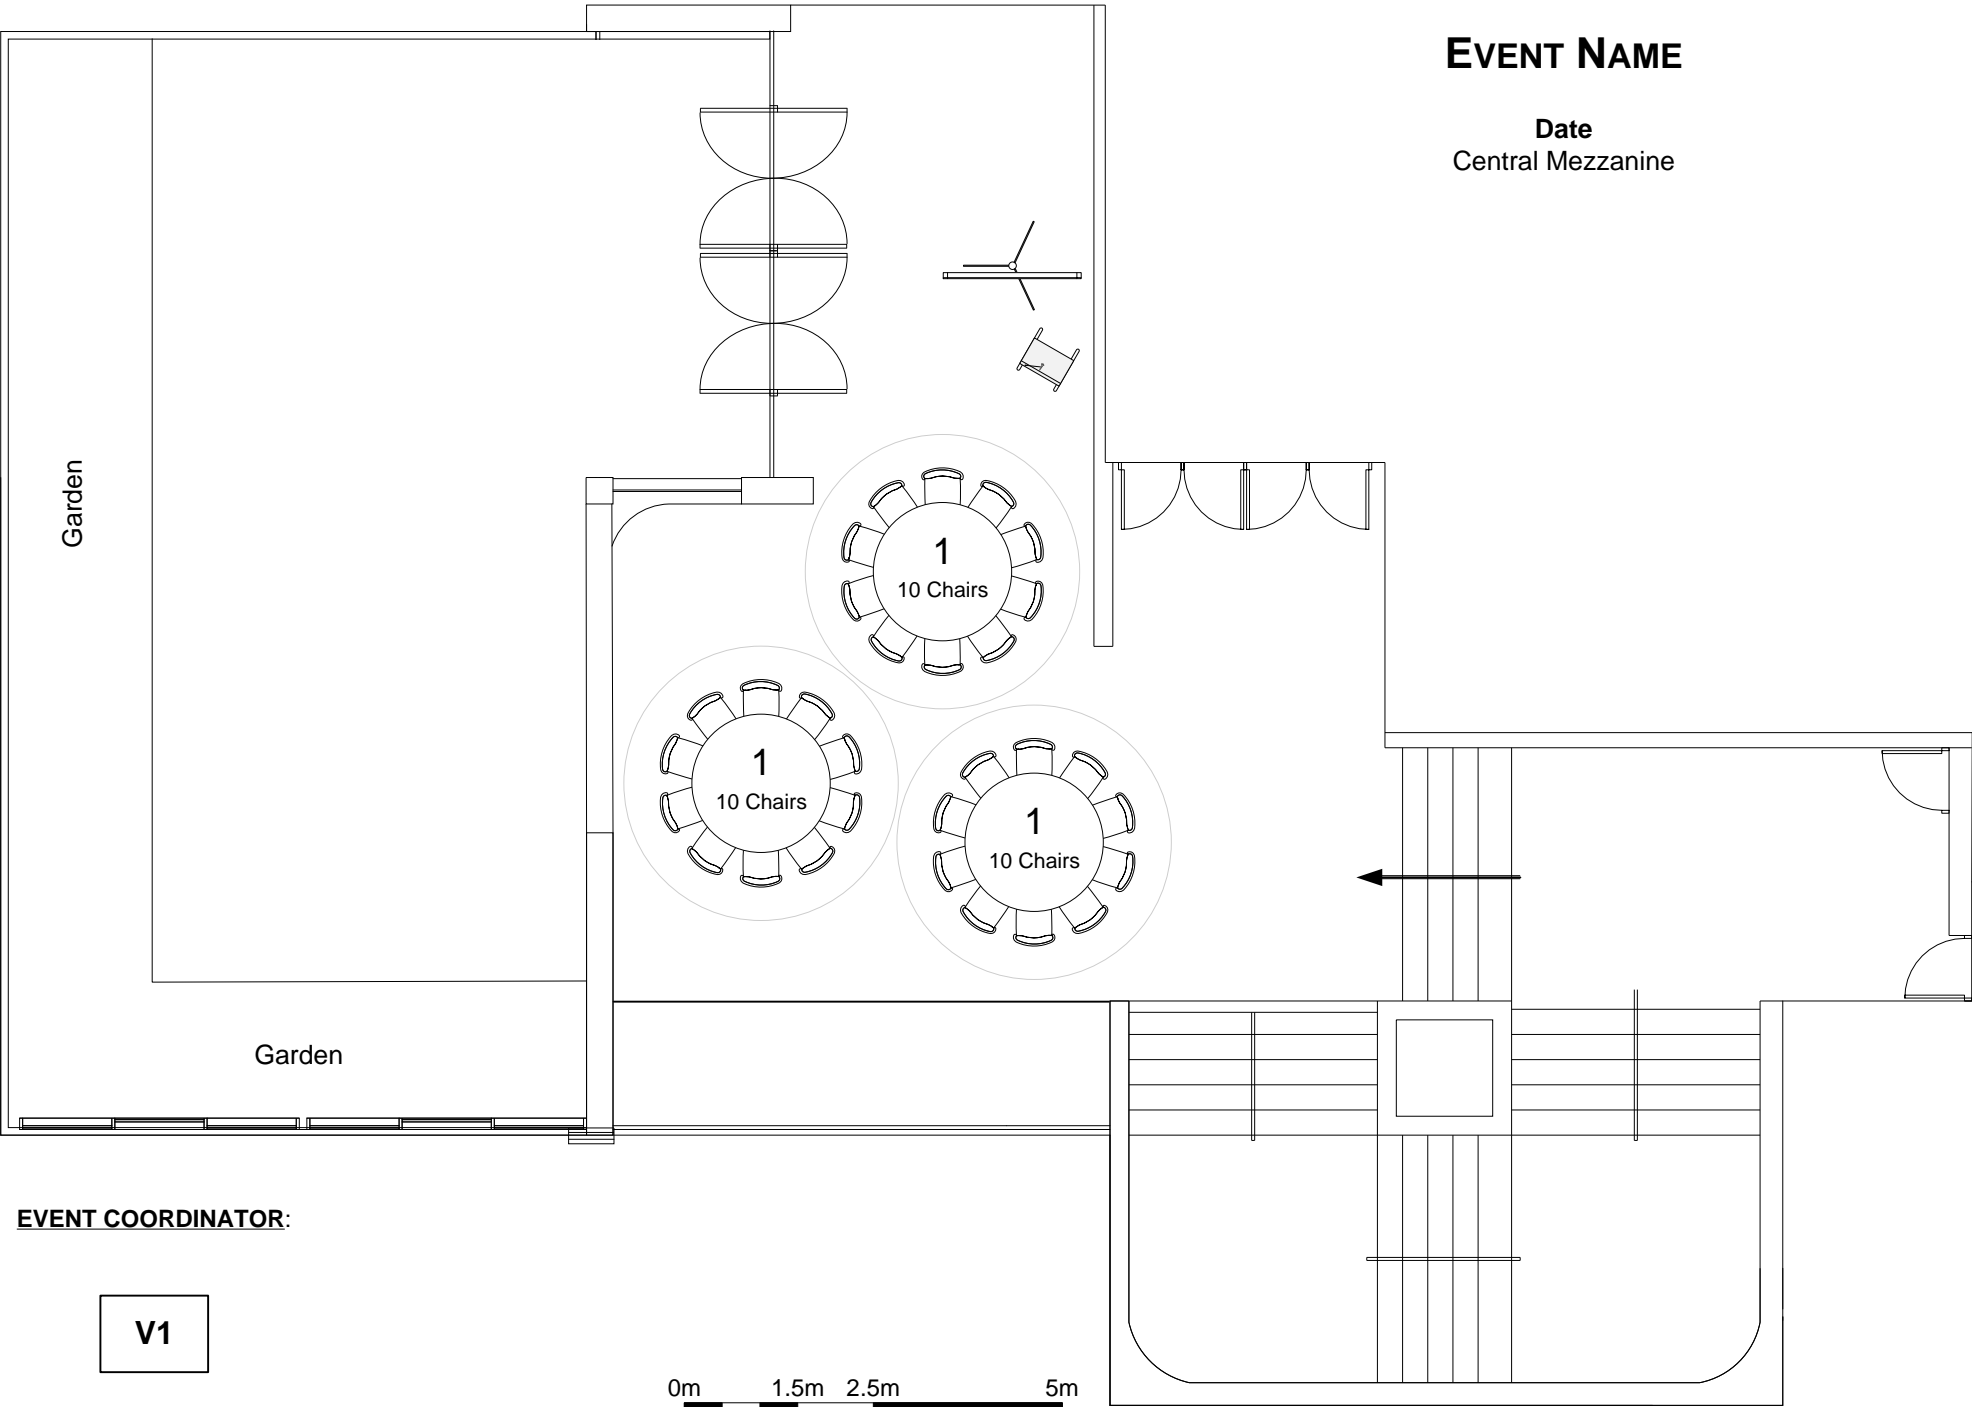 EVENT NAME
Date
Central Mezzanine
Garden
1
10 Chairs
1
10 Chairs
1
10 Chairs
Garden
EVENT COORDINATOR:
V1
0m 1.5m 2.5m 5m